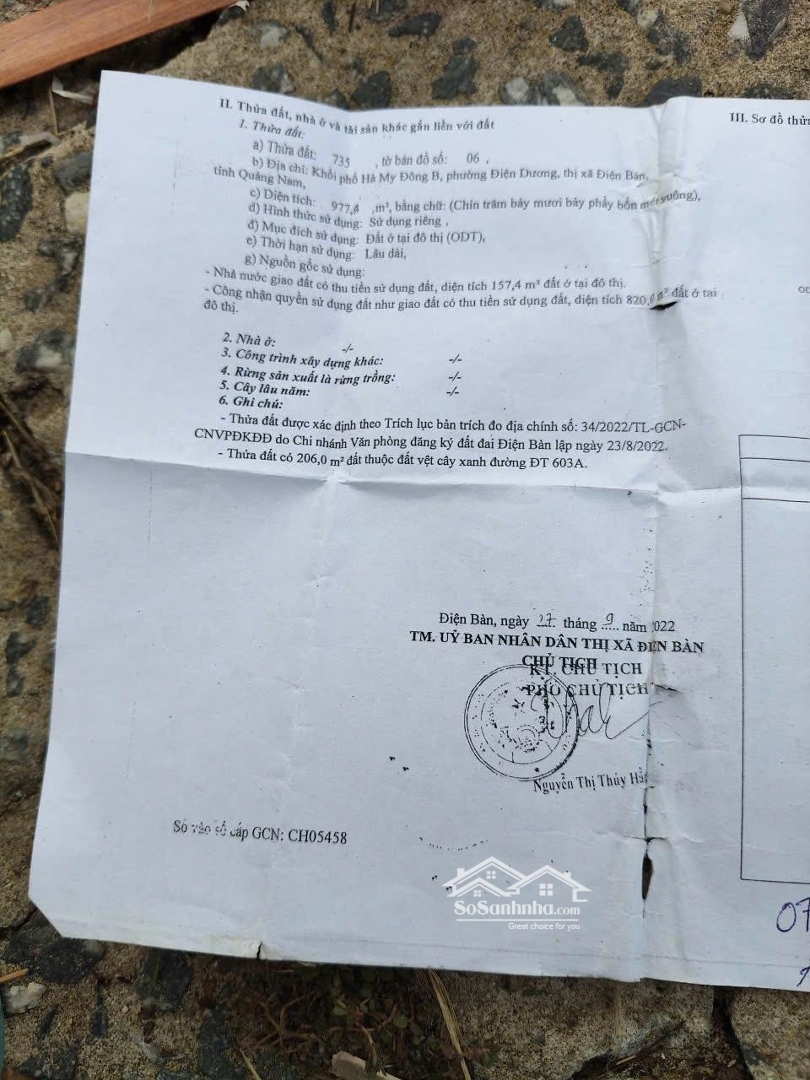 II. Thửa đất, nhà ở và tài sản khác gắn liền với đất
1. Thửa đất:
a) Thửa đất: 735 , tờ bản đồ số: 06 ,
b) Địa chỉ: Khối phố Hà My Đông B, phường Điện Dương, thị xã Điện Bàn,
tỉnh Quảng Nam,
c) Diện tích: 977,4 ,m², bằng chữ: (Chín trăm bảy mươi bảy phẩy bốn mét vuông),
d) Hình thức sử dụng: Sử dụng riêng ,
đ) Mục đích sử dụng: Đất ở tại đô thị (ODT),
e) Thời hạn sử dụng: Lâu dài,
g) Nguồn gốc sử dụng:
- Nhà nước giao đất có thu tiền sử dụng đất, diện tích 157,4 m² đất ở tại đô thị.
- Công nhận quyền sử dụng đất như giao đất có thu tiền sử dụng đất, diện tích 820,0 m² đất ở tại
đô thị.
2. Nhà ở: -/-
3. Công trình xây dựng khác: -/-
4. Rừng sản xuất là rừng trồng: -/-
5. Cây lâu năm: -/-
6. Ghi chú:
- Thửa đất được xác định theo Trích lục bản trích đo địa chính số: 34/2022/TL-GCN-
CNVPĐKĐĐ do Chi nhánh Văn phòng đăng ký đất đai Điện Bàn lập ngày 23/8/2022.
- Thửa đất có 206,0 m² đất thuộc đất vệt cây xanh đường ĐT 603A.
Điện Bàn, ngày 27 tháng 9 năm 2022
TM. UỶ BAN NHÂN DÂN THỊ XÃ ĐIỆN BÀN
CHỦ TỊCH
KT. CHỦ TỊCH
PHÓ CHỦ TỊCH
Nguyễn Thị Thúy Hằ
Số vào sổ cấp GCN: CH05458
III. Sơ đồ thửa
07
SoSanhnha.com
Great choice for you